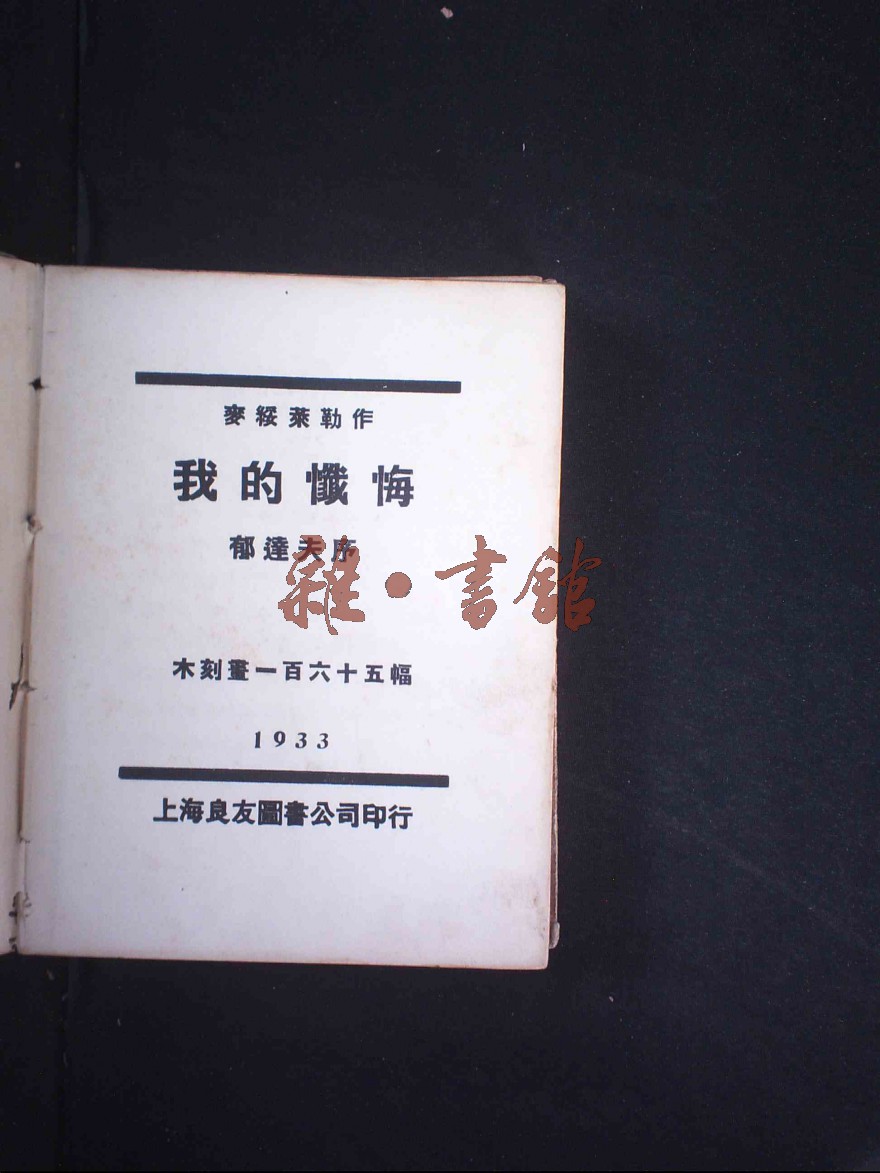 麥綏萊勒作
我的懺悔
郁達夫序
雜·書館
木刻畫一百六十五幅
1933
上海良友圖書公司印行